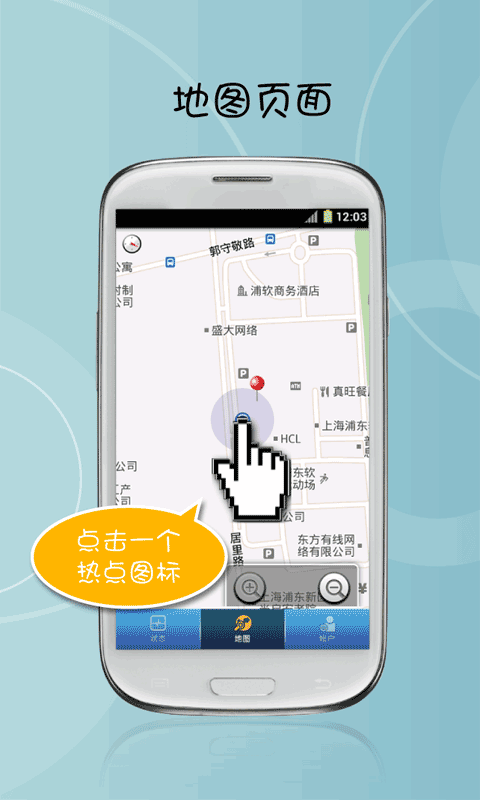 地图页面
12:03
郭守敬路
P
公寓
时制
公司
浦软商务酒店
盛大网络
P
P
ATM
真旺餐
上海浦东
HCL
公司
东软
动场
工产
公司
公司
点击一个
热点图标
居里路
东方有线网
络有限公司
P
上海浦东新
状态
地图
帐户